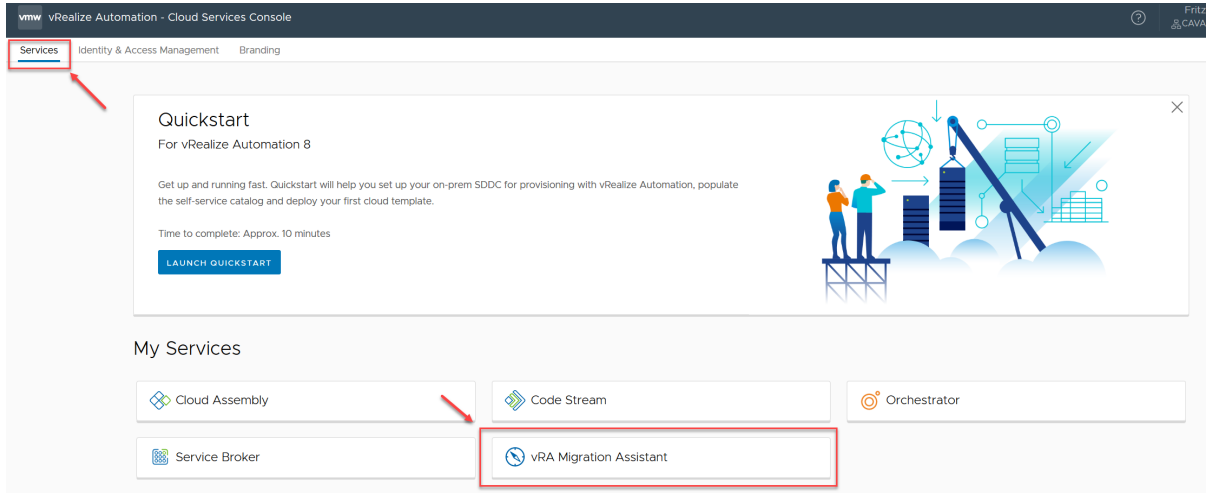 vmw vRealize Automation - Cloud Services Console
Fritz
CAVA
Services Identity & Access Management Branding
Quickstart
For vRealize Automation 8
Get up and running fast. Quickstart will help you set up your on-prem SDDC for provisioning with vRealize Automation, populate
the self-service catalog and deploy your first cloud template.
Time to complete: Approx. 10 minutes
LAUNCH QUICKSTART
My Services
Cloud Assembly
Code Stream
Orchestrator
Service Broker
vRA Migration Assistant